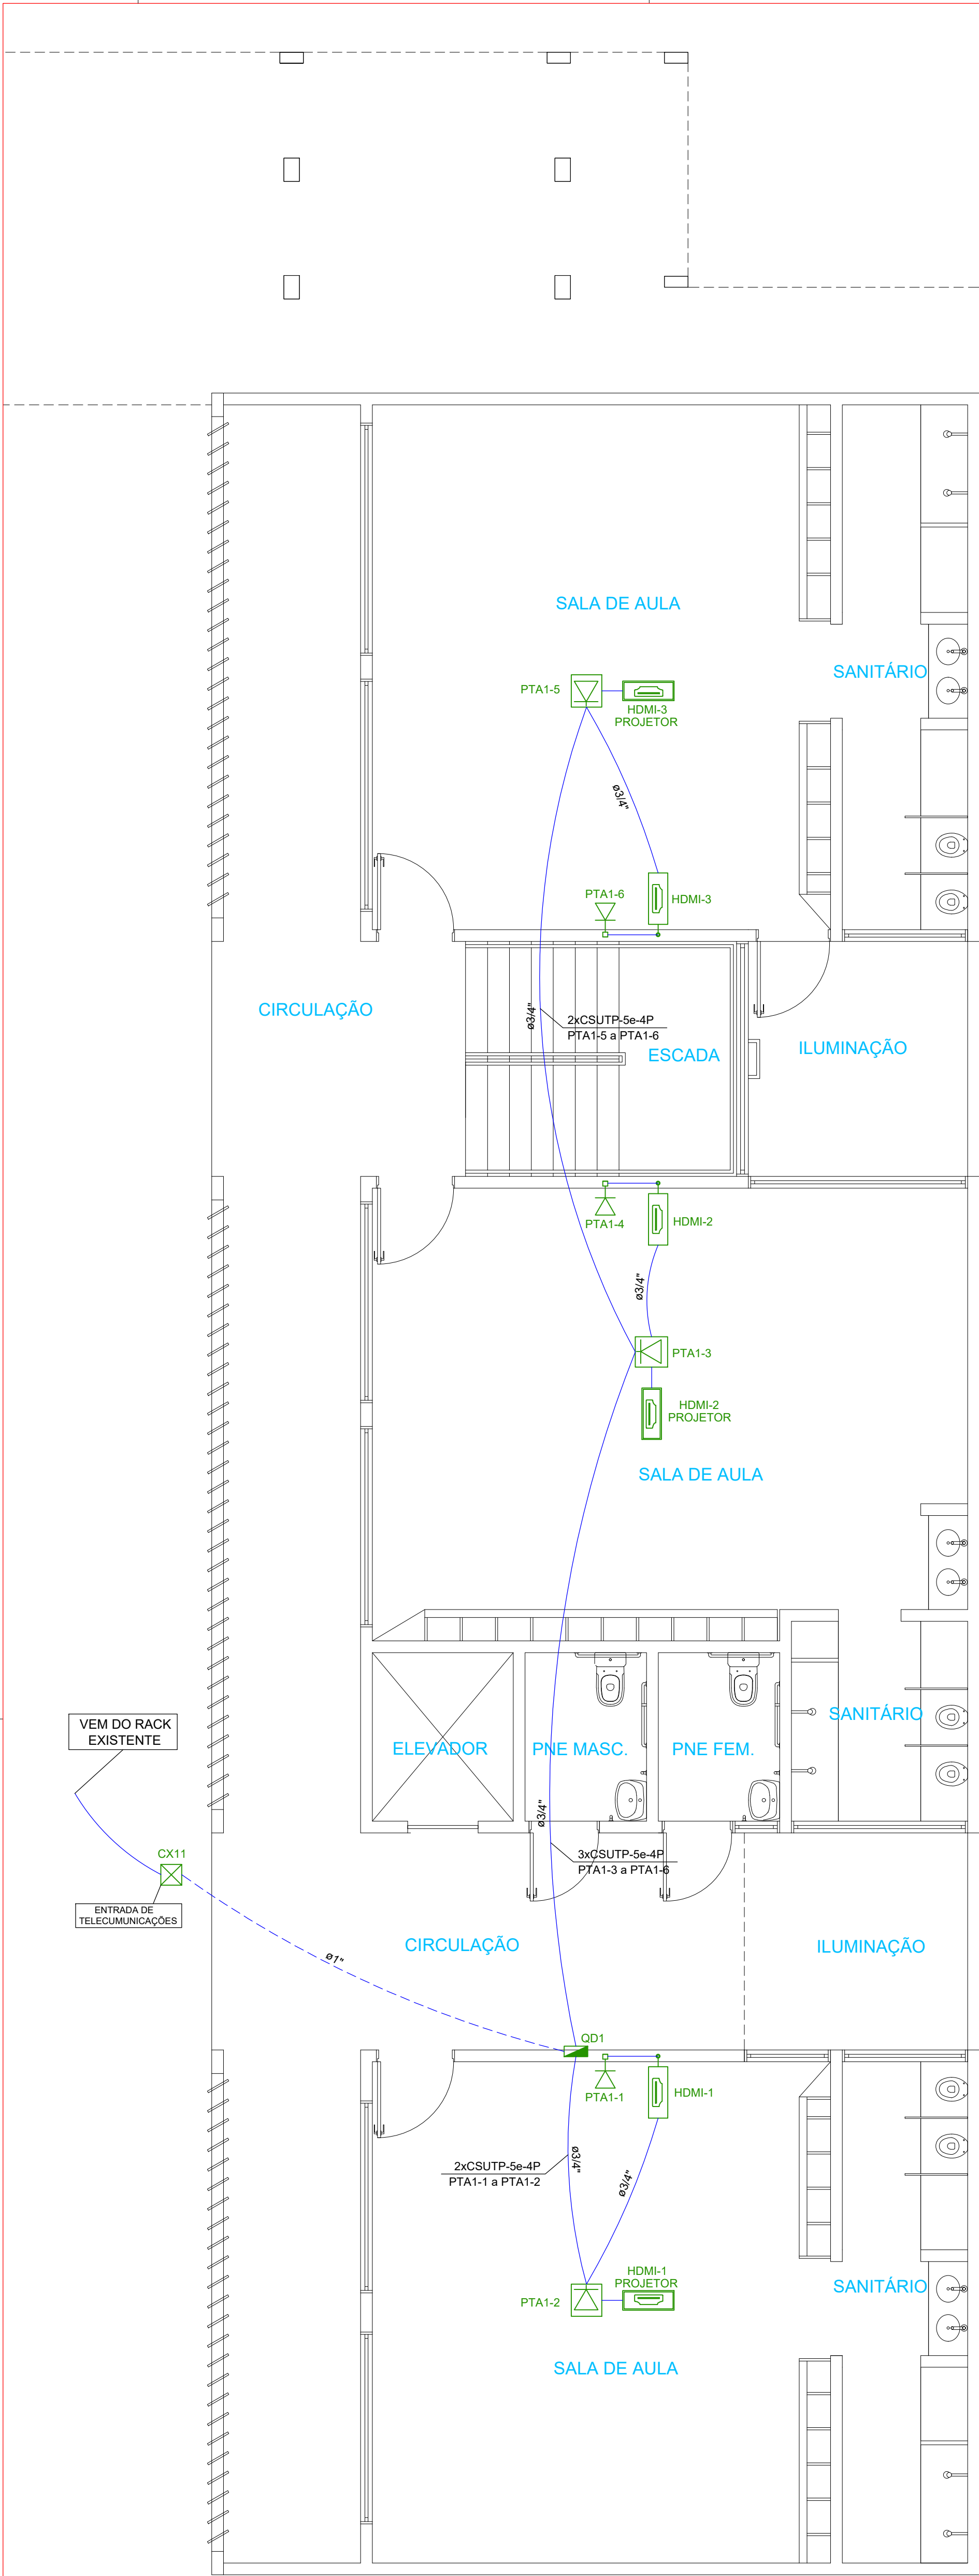 SALA DE AULA
SANITÁRIO
PTA1-5
HDMI-3
PROJETOR
ø3/4"
PTA1-6
HDMI-3
CIRCULAÇÃO
ø3/4"
2xCSUTP-5e-4P
PTA1-5 a PTA1-6
ESCADA
ILUMINAÇÃO
PTA1-4
HDMI-2
ø3/4"
PTA1-3
HDMI-2
PROJETOR
SALA DE AULA
VEM DO RACK
EXISTENTE
ELEVADOR
PNE MASC.
PNE FEM.
SANITÁRIO
ø3/4"
3xCSUTP-5e-4P
PTA1-3 a PTA1-6
CX11
ENTRADA DE
TELECUMUNICAÇÕES
ø1"
CIRCULAÇÃO
ILUMINAÇÃO
QD1
PTA1-1
HDMI-1
2xCSUTP-5e-4P
PTA1-1 a PTA1-2
ø3/4"
ø3/4"
HDMI-1
PROJETOR
PTA1-2
SANITÁRIO
SALA DE AULA